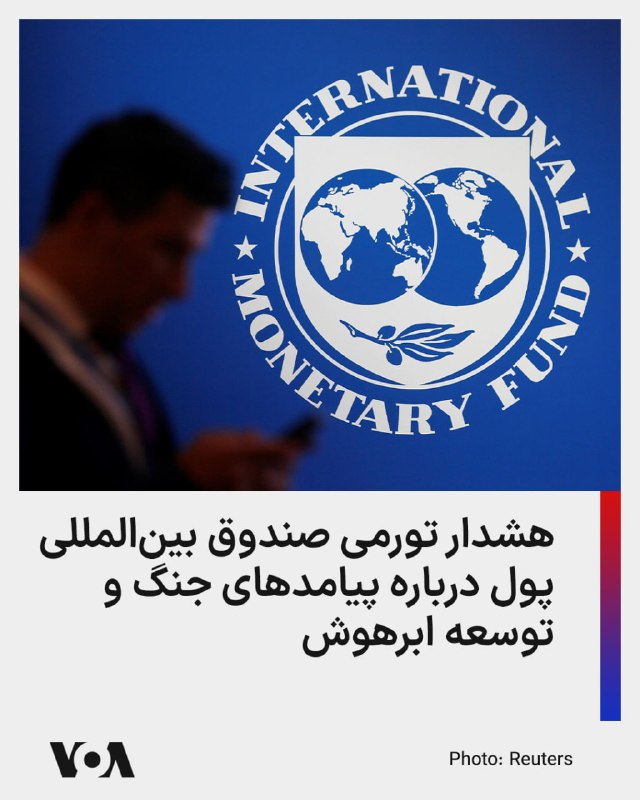 INTERNATIONAL
MONETARY FUND
هشدار تورمی صندوق بین‌المللی
پول درباره پیامدهای جنگ و
توسعه ابرهوش
VOA
Photo: Reuters